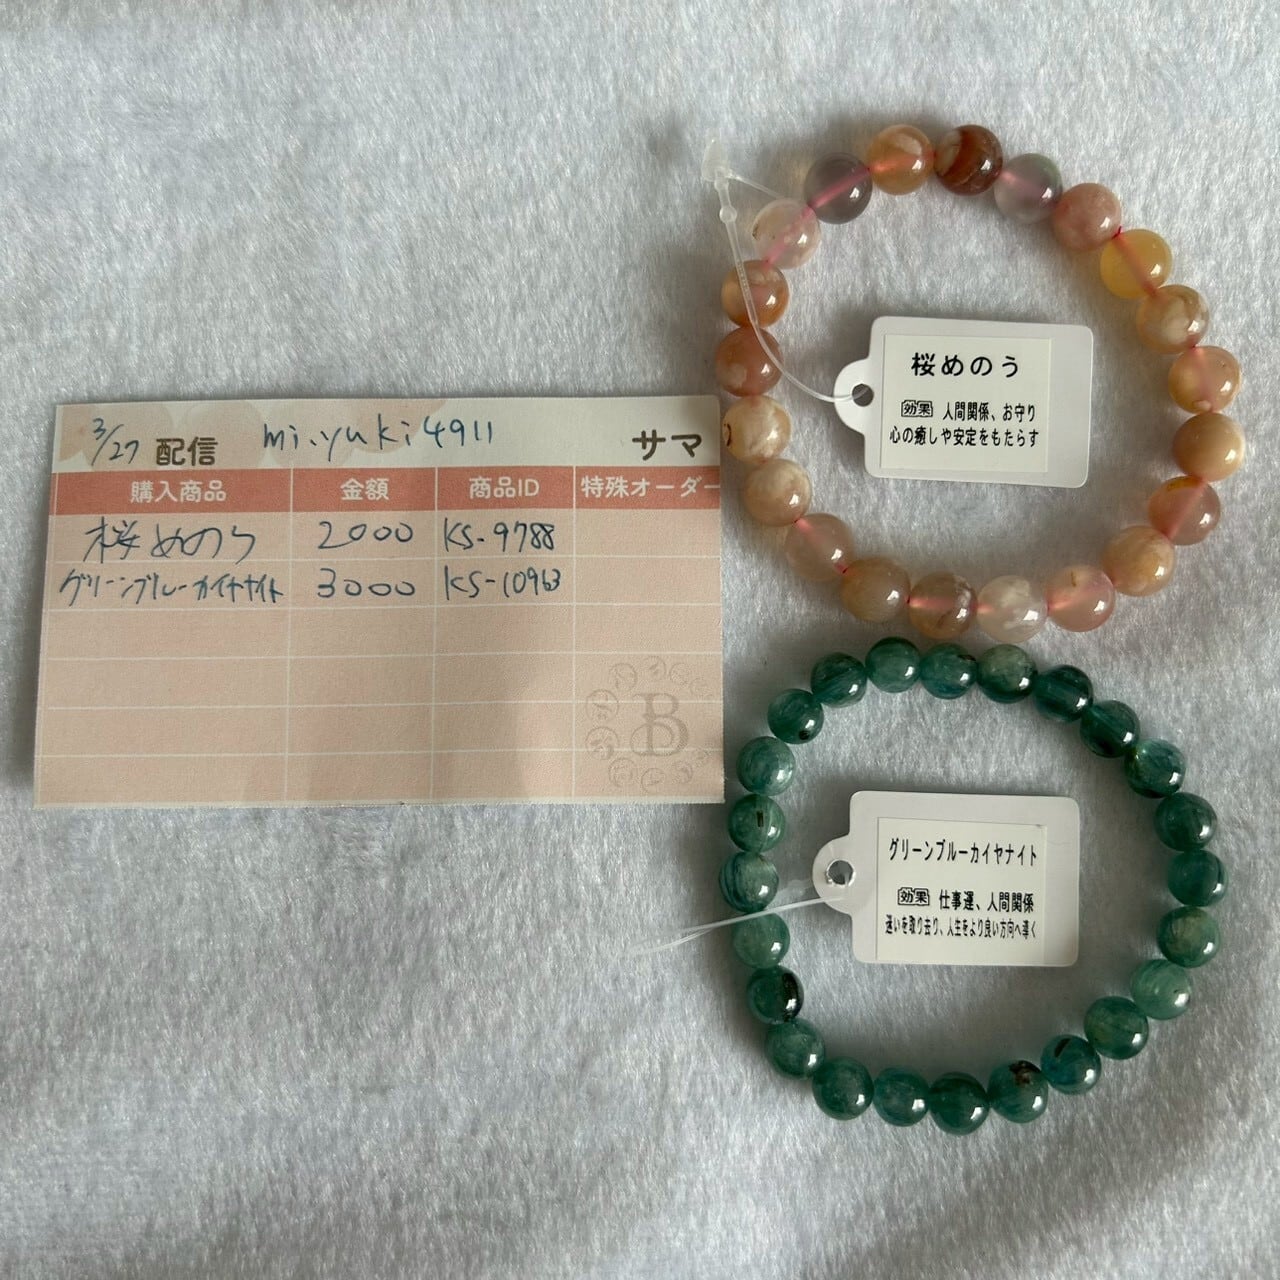 3/27 配信 mi.yuki4911 サマ
購入商品 金額 商品ID 特殊オーダー
桜めのう 2000 KS-9788
グリーンブルーカイヤナイト 3000 KS-10963
B
桜めのう
効果 人間関係、お守り
心の癒しや安定をもたらす
グリーンブルーカイヤナイト
効果 仕事運、人間関係
迷いを取り去り、人生をより良い方向へ導く